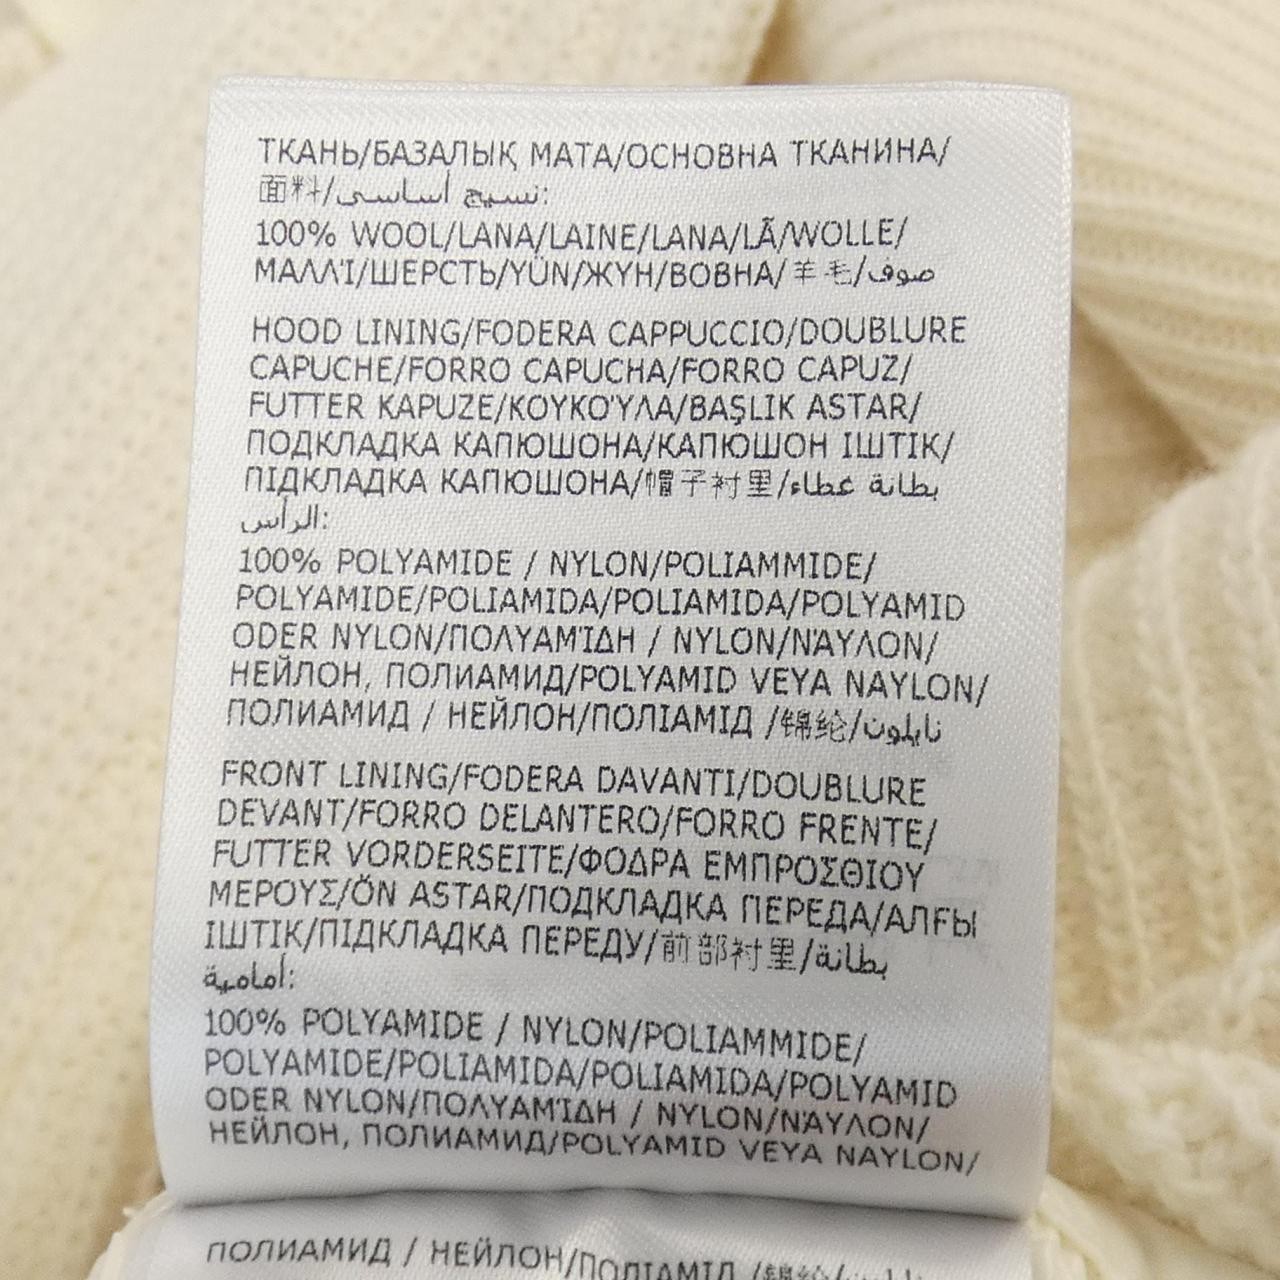 ТКАНЬ/БАЗАЛЫҚ МАТА/ОСНОВНА ТКАНИНА/
面料/نسيج أساسى:
100% WOOL/LANA/LAINE/LANA/LÃ/WOLLE/
ΜΑΛΛΊ/ШЕРСТЬ/YÜN/ЖҮН/ВОВНА/羊毛/صوف
HOOD LINING/FODERA CAPPUCCIO/DOUBLURE
CAPUCHE/FORRO CAPUCHA/FORRO CAPUZ/
FUTTER KAPUZE/ΚΟΥΚΟΎΛΑ/BAŞLIK ASTAR/
ПОДКЛАДКА КАПЮШОНА/КАПЮШОН ІШТІК/
ПІДКЛАДКА КАПЮШОНА/帽子衬里/بطانة غطاء
الرأس:
100% POLYAMIDE / NYLON/POLIAMMIDE/
POLYAMIDE/POLIAMIDA/POLIAMIDA/POLYAMID
ODER NYLON/ΠΟΛΥΑΜΊΔΗ / NYLON/ΝΆΥΛΟΝ/
НЕЙЛОН, ПОЛИАМИД/POLYAMID VEYA NAYLON/
ПОЛИАМИД / НЕЙЛОН/ПОЛІАМІД /锦纶/نايلون
FRONT LINING/FODERA DAVANTI/DOUBLURE
DEVANT/FORRO DELANTERO/FORRO FRENTE/
FUTTER VORDERSEITE/ΦΟΔΡΑ ΕΜΠΡΟΣΘΙΟΥ
ΜΕΡΟΥΣ/ÖN ASTAR/ПОДКЛАДКА ПЕРЕДА/АЛҒЫ
ІШТІК/ПІДКЛАДКА ПЕРЕДУ/前部衬里/بطانة
أمامية:
100% POLYAMIDE / NYLON/POLIAMMIDE/
POLYAMIDE/POLIAMIDA/POLIAMIDA/POLYAMID
ODER NYLON/ΠΟΛΥΑΜΊΔΗ / NYLON/ΝΆΥΛΟΝ/
НЕЙЛОН, ПОЛИАМИД/POLYAMID VEYA NAYLON/
ПОЛИАМИД / НЕЙЛОН/ПОЛІАМІД /锦纶/